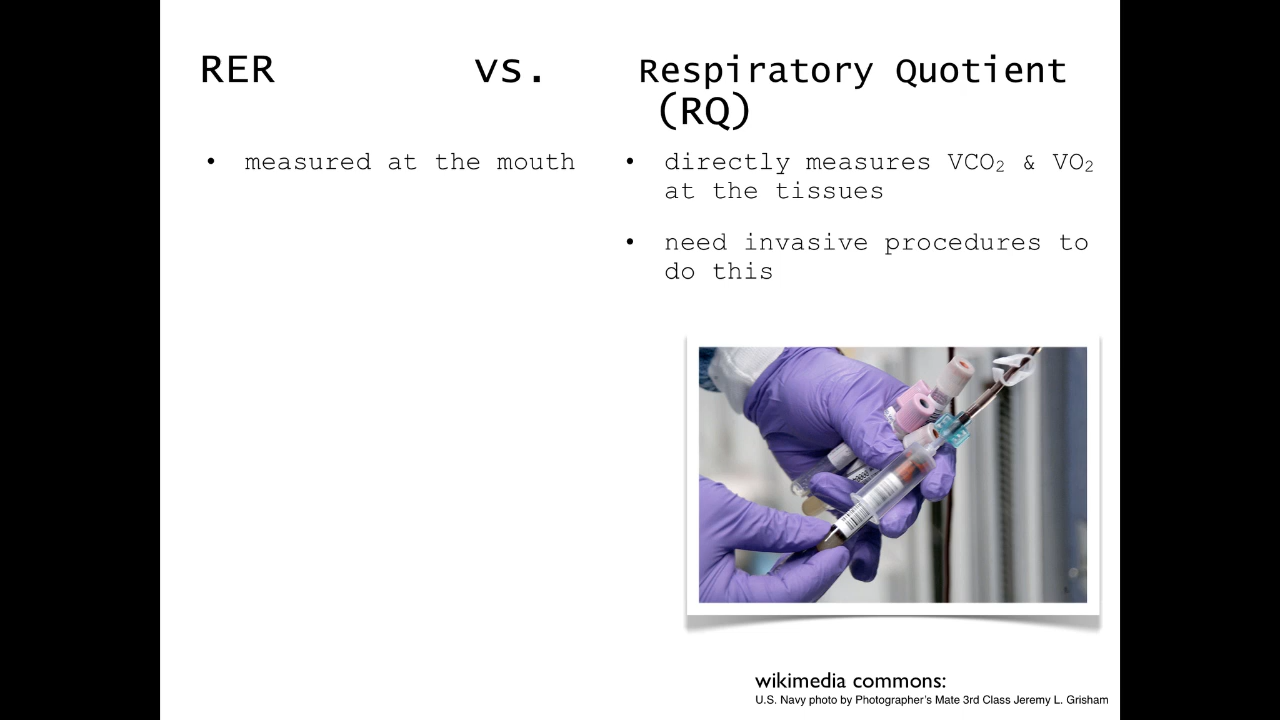 RER vs. Respiratory Quotient
(RQ)
• measured at the mouth
• directly measures VCO₂ & VO₂
at the tissues
• need invasive procedures to
do this
wikimedia commons:
U.S. Navy photo by Photographer's Mate 3rd Class Jeremy L. Grisham